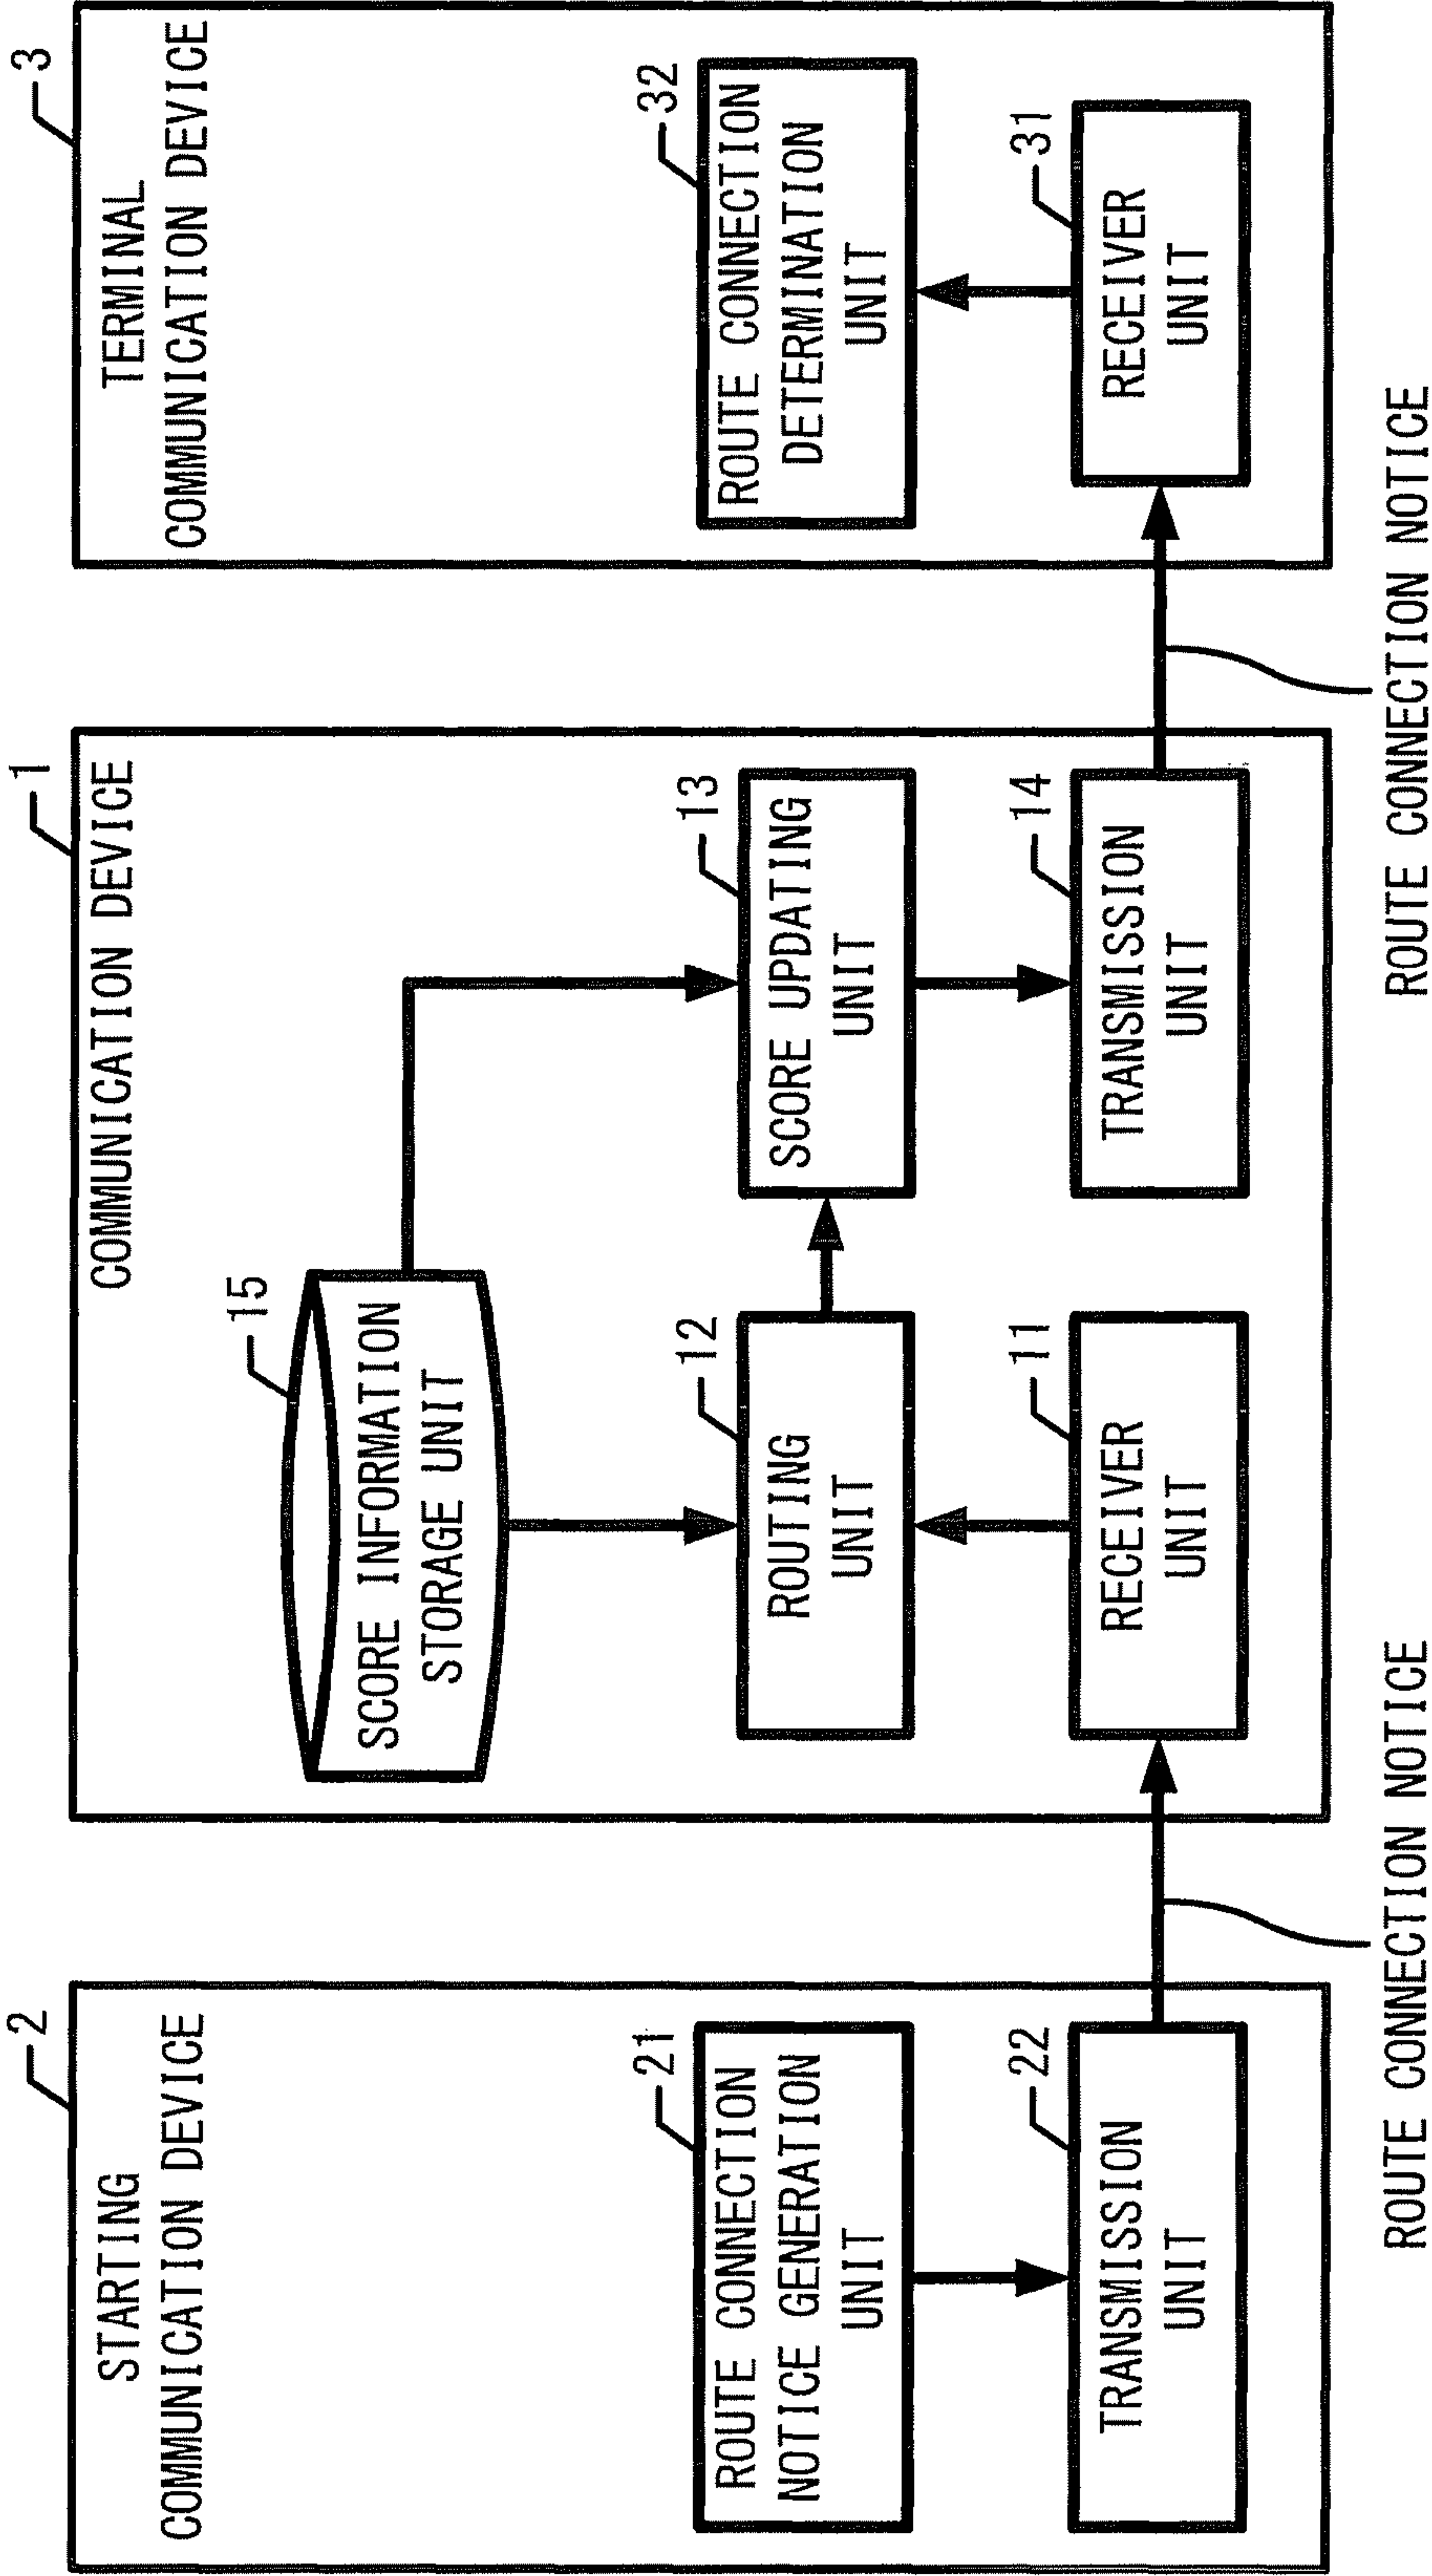 2
STARTING
COMMUNICATION DEVICE
21
ROUTE CONNECTION
NOTICE GENERATION
UNIT
22
TRANSMISSION
UNIT
ROUTE CONNECTION NOTICE
1
COMMUNICATION DEVICE
15
SCORE INFORMATION
STORAGE UNIT
12
ROUTING
UNIT
13
SCORE UPDATING
UNIT
11
RECEIVER
UNIT
14
TRANSMISSION
UNIT
ROUTE CONNECTION NOTICE
3
TERMINAL
COMMUNICATION DEVICE
32
ROUTE CONNECTION
DETERMINATION
UNIT
31
RECEIVER
UNIT